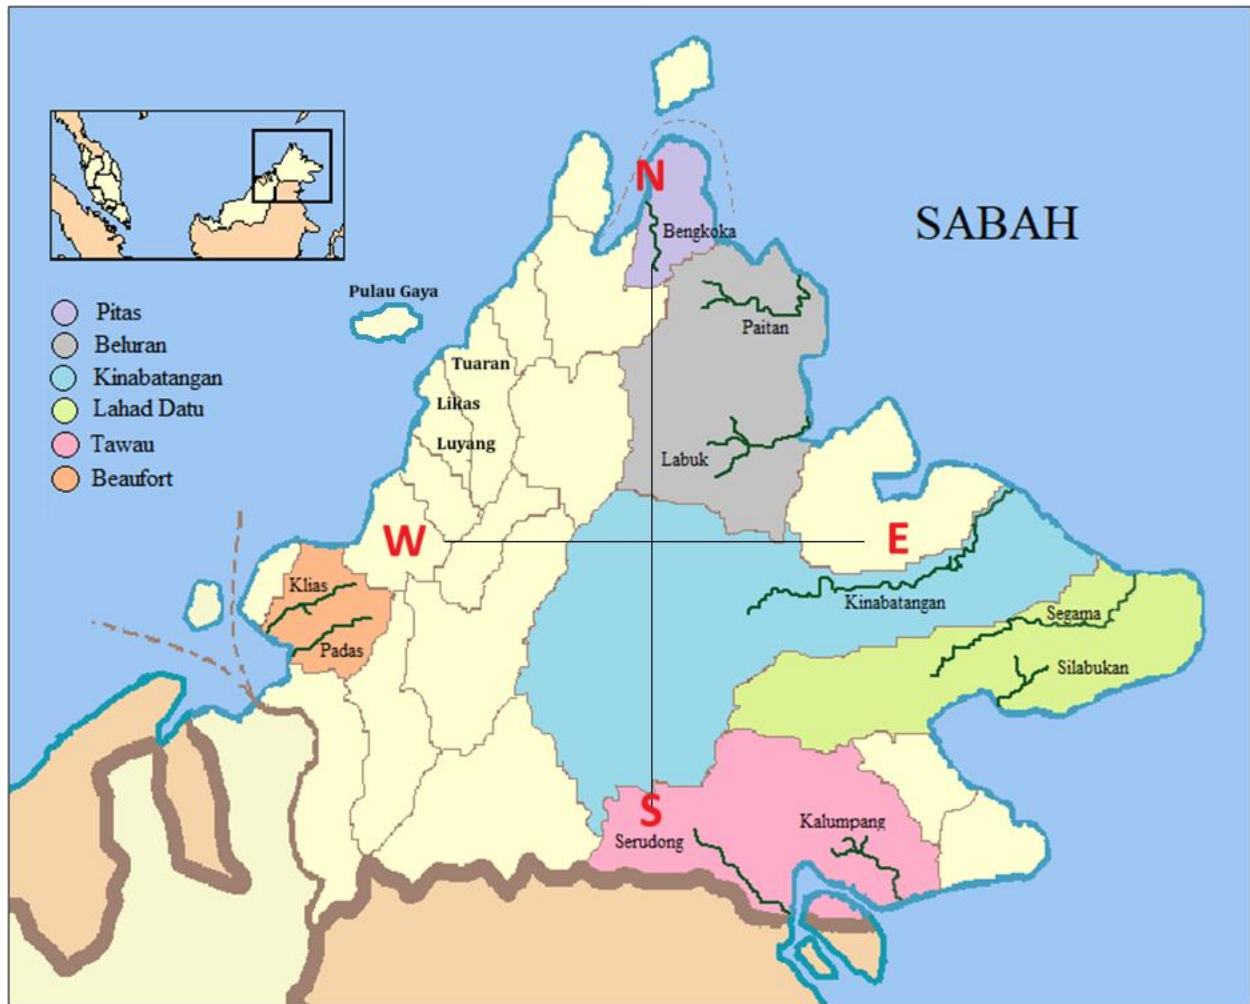 SABAH
N
Bengkoka
Pulau Gaya
Pitas
Beluran
Kinabatangan
Lahad Datu
Tawau
Beaufort
Paitan
Tuaran
Likas
Luyang
Labuk
W
E
Klias
Padas
Kinabatangan
Segama
Silabukan
S
Serudong
Kalumpang